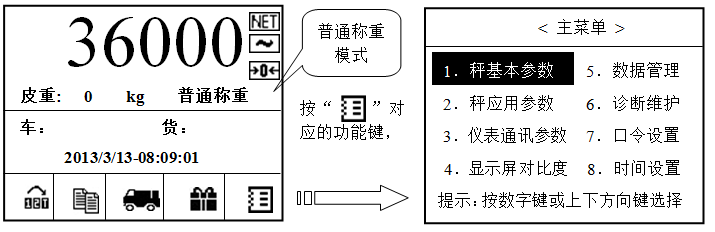 36000
NET
→0←
皮重: 0 kg 普通称重
车： 货：
2013/3/13-08:09:01
普通称重
模式
按“ ”对
应的功能键，
< 主菜单 >
1．秤基本参数 5．数据管理
2．秤应用参数 6．诊断维护
3．仪表通讯参数 7．口令设置
4．显示屏对比度 8．时间设置
提示：按数字键或上下方向键选择